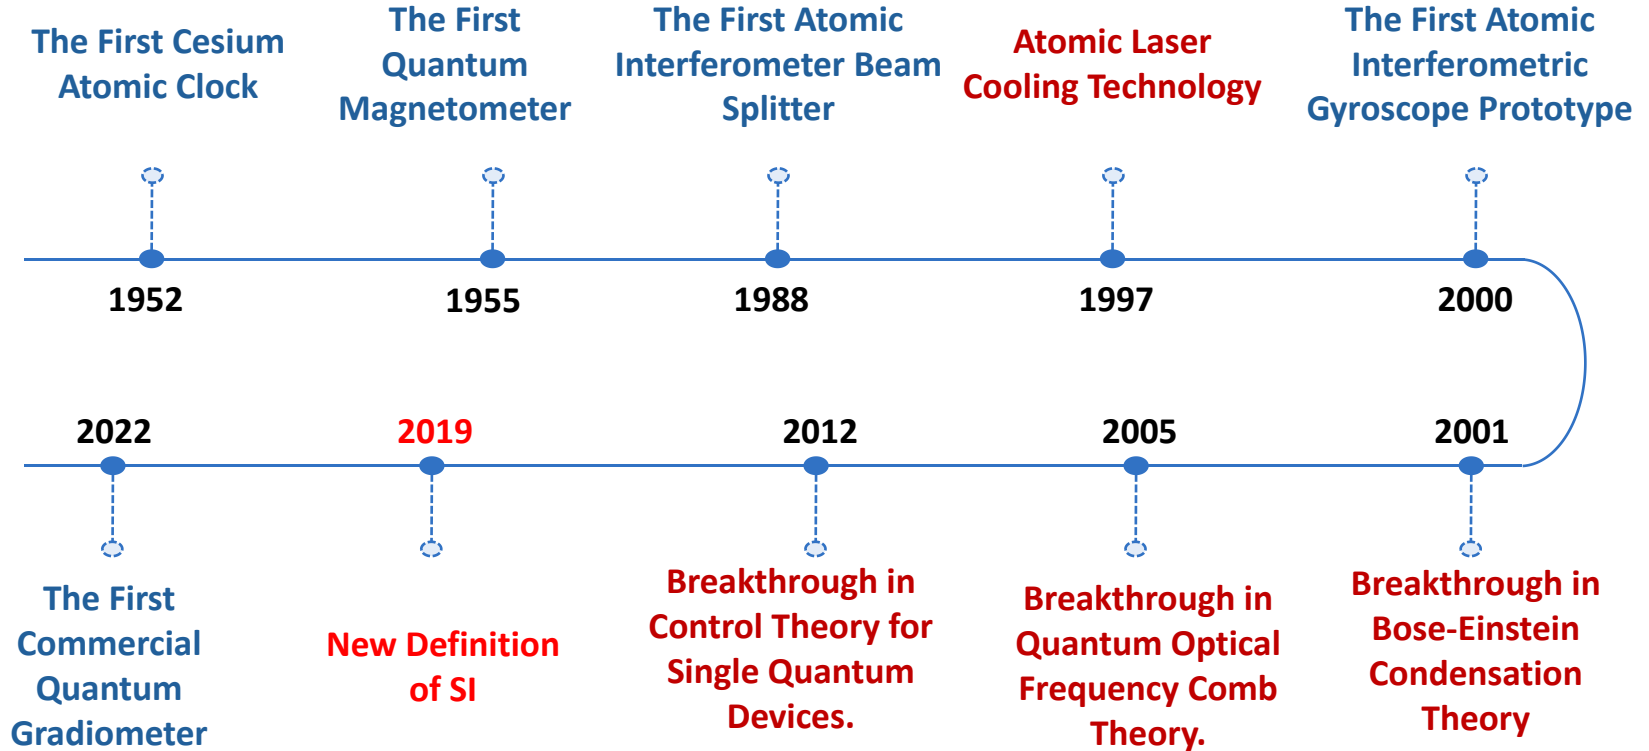 The First Cesium
Atomic Clock
The First
Quantum
Magnetometer
The First Atomic
Interferometer Beam
Splitter
Atomic Laser
Cooling Technology
The First Atomic
Interferometric
Gyroscope Prototype
1952
1955
1988
1997
2000
2022
2019
2012
2005
2001
The First
Commercial
Quantum
Gradiometer
New Definition
of SI
Breakthrough in
Control Theory for
Single Quantum
Devices.
Breakthrough in
Quantum Optical
Frequency Comb
Theory.
Breakthrough in
Bose-Einstein
Condensation
Theory